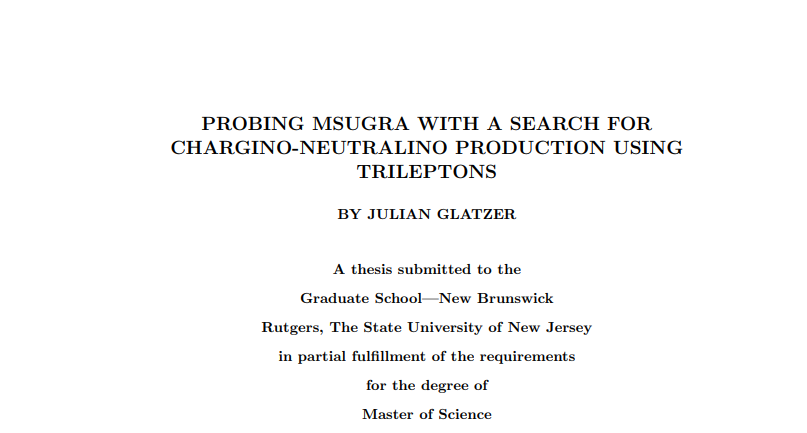 PROBING MSUGRA WITH A SEARCH FOR
CHARGINO-NEUTRALINO PRODUCTION USING
TRILEPTONS
BY JULIAN GLATZER
A thesis submitted to the
Graduate School—New Brunswick
Rutgers, The State University of New Jersey
in partial fulfillment of the requirements
for the degree of
Master of Science